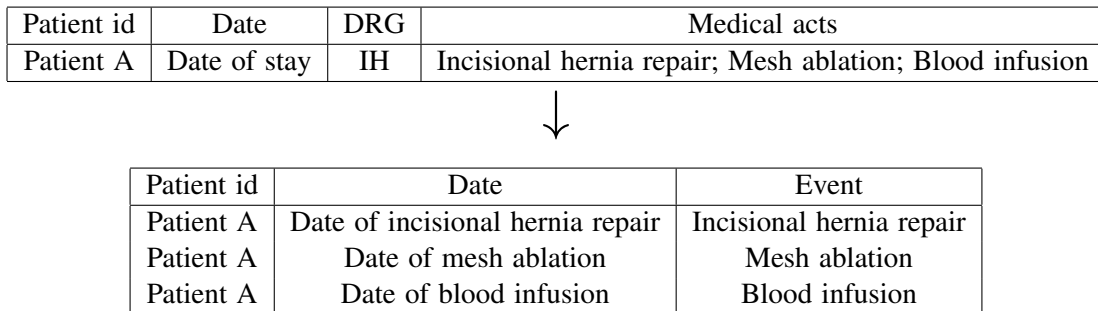 Patient id Date DRG Medical acts
Patient A Date of stay IH Incisional hernia repair; Mesh ablation; Blood infusion
Patient id Date Event
Patient A Date of incisional hernia repair Incisional hernia repair
Patient A Date of mesh ablation Mesh ablation
Patient A Date of blood infusion Blood infusion